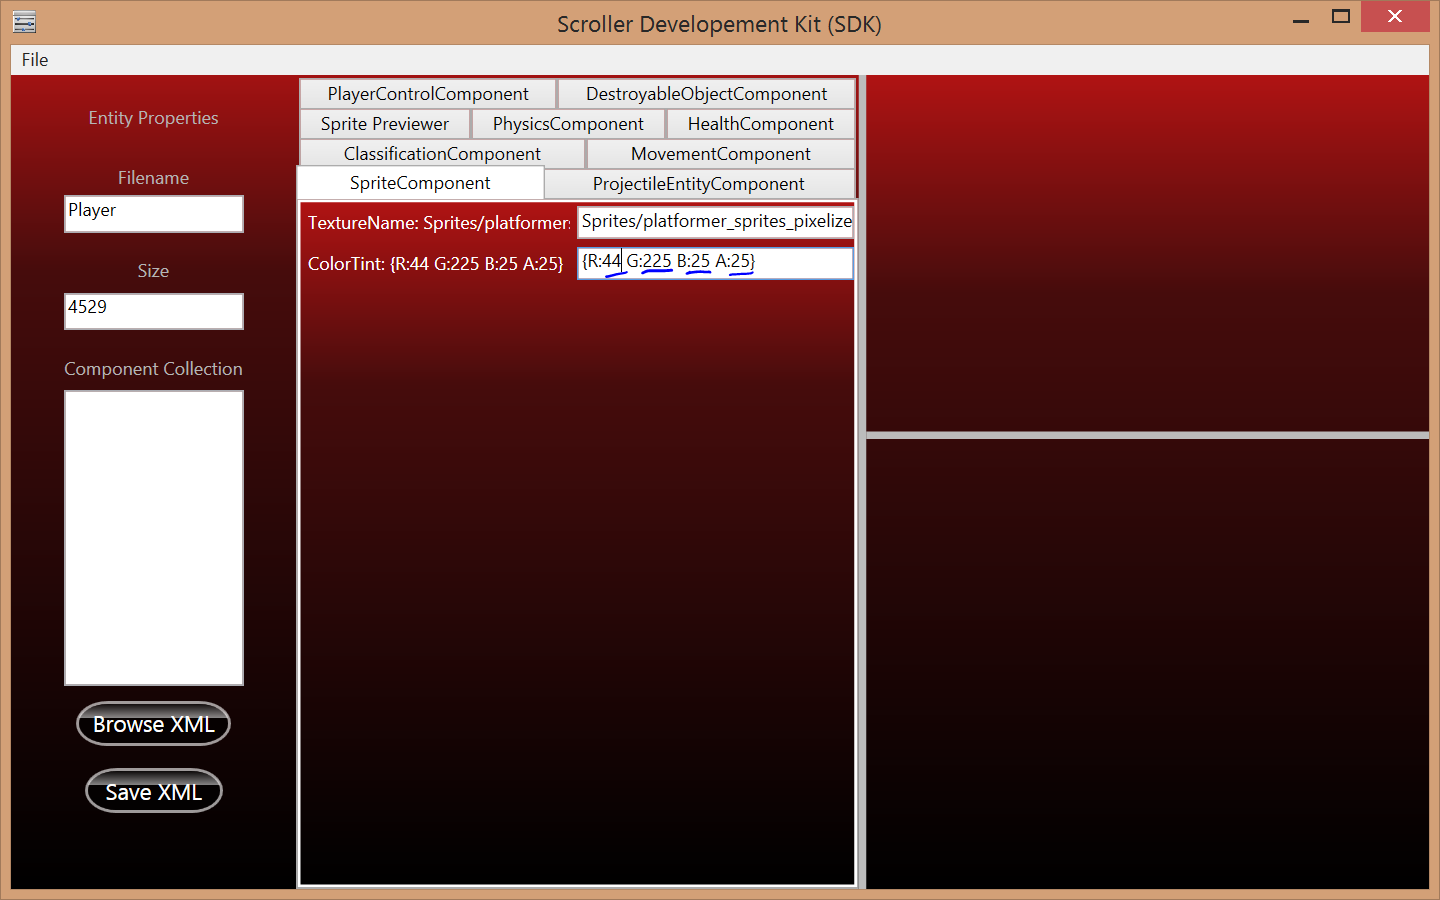 Scroller Developement Kit (SDK)
File
Entity Properties
Filename
Player
Size
4529
Component Collection
Browse XML
Save XML
PlayerControlComponent
DestroyableObjectComponent
Sprite Previewer
PhysicsComponent
HealthComponent
ClassificationComponent
MovementComponent
SpriteComponent
ProjectileEntityComponent
TextureName: Sprites/platformer
Sprites/platformer_sprites_pixelize
ColorTint: {R:44 G:225 B:25 A:25}
{R:44 G:225 B:25 A:25}